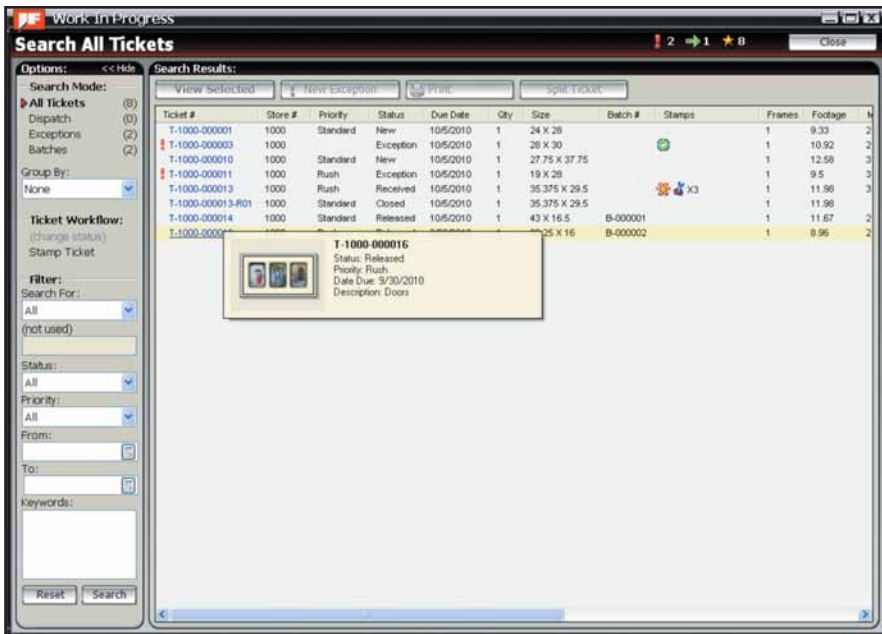 Work In Progress
Search All Tickets 2 1 8 Close
Options: <<Hide Search Results:
Search Mode: View Selected New Exception Print Split Ticket
All Tickets (8)
Dispatch (0)
Exceptions (2)
Batches (2)
Group By:
None
Ticket Workflow:
(change status)
Stamp Ticket
Filter:
Search For:
All
(not used)
Status:
All
Priority:
All
From:
To:
Keywords:
Reset Search
Ticket # Store # Priority Status Due Date Qty Size Batch # Stamps Frames Footage
T-1000-000001 1000 Standard New 10/5/2010 1 24 X 28 1 9.33 2
T-1000-000003 1000 Exception 10/5/2010 1 28 X 30 1 10.92 2
T-1000-000010 1000 Standard New 10/5/2010 1 27.75 X 37.75 1 12.58 3
T-1000-000011 1000 Rush Exception 10/5/2010 1 19 X 28 1 9.5 3
T-1000-000013 1000 Rush Received 10/5/2010 1 35.375 X 29.5 X3 1 11.98 3
T-1000-000013-R01 1000 Standard Closed 10/5/2010 1 35.375 X 29.5 1 11.98
T-1000-000014 1000 Standard Released 10/5/2010 1 43 X 16.5 B-000001 1 11.67 2
X 16 B-000002 1 8.96 2
T-1000-000016
Status: Released
Priority: Rush
Date Due: 9/30/2010
Description: Doors